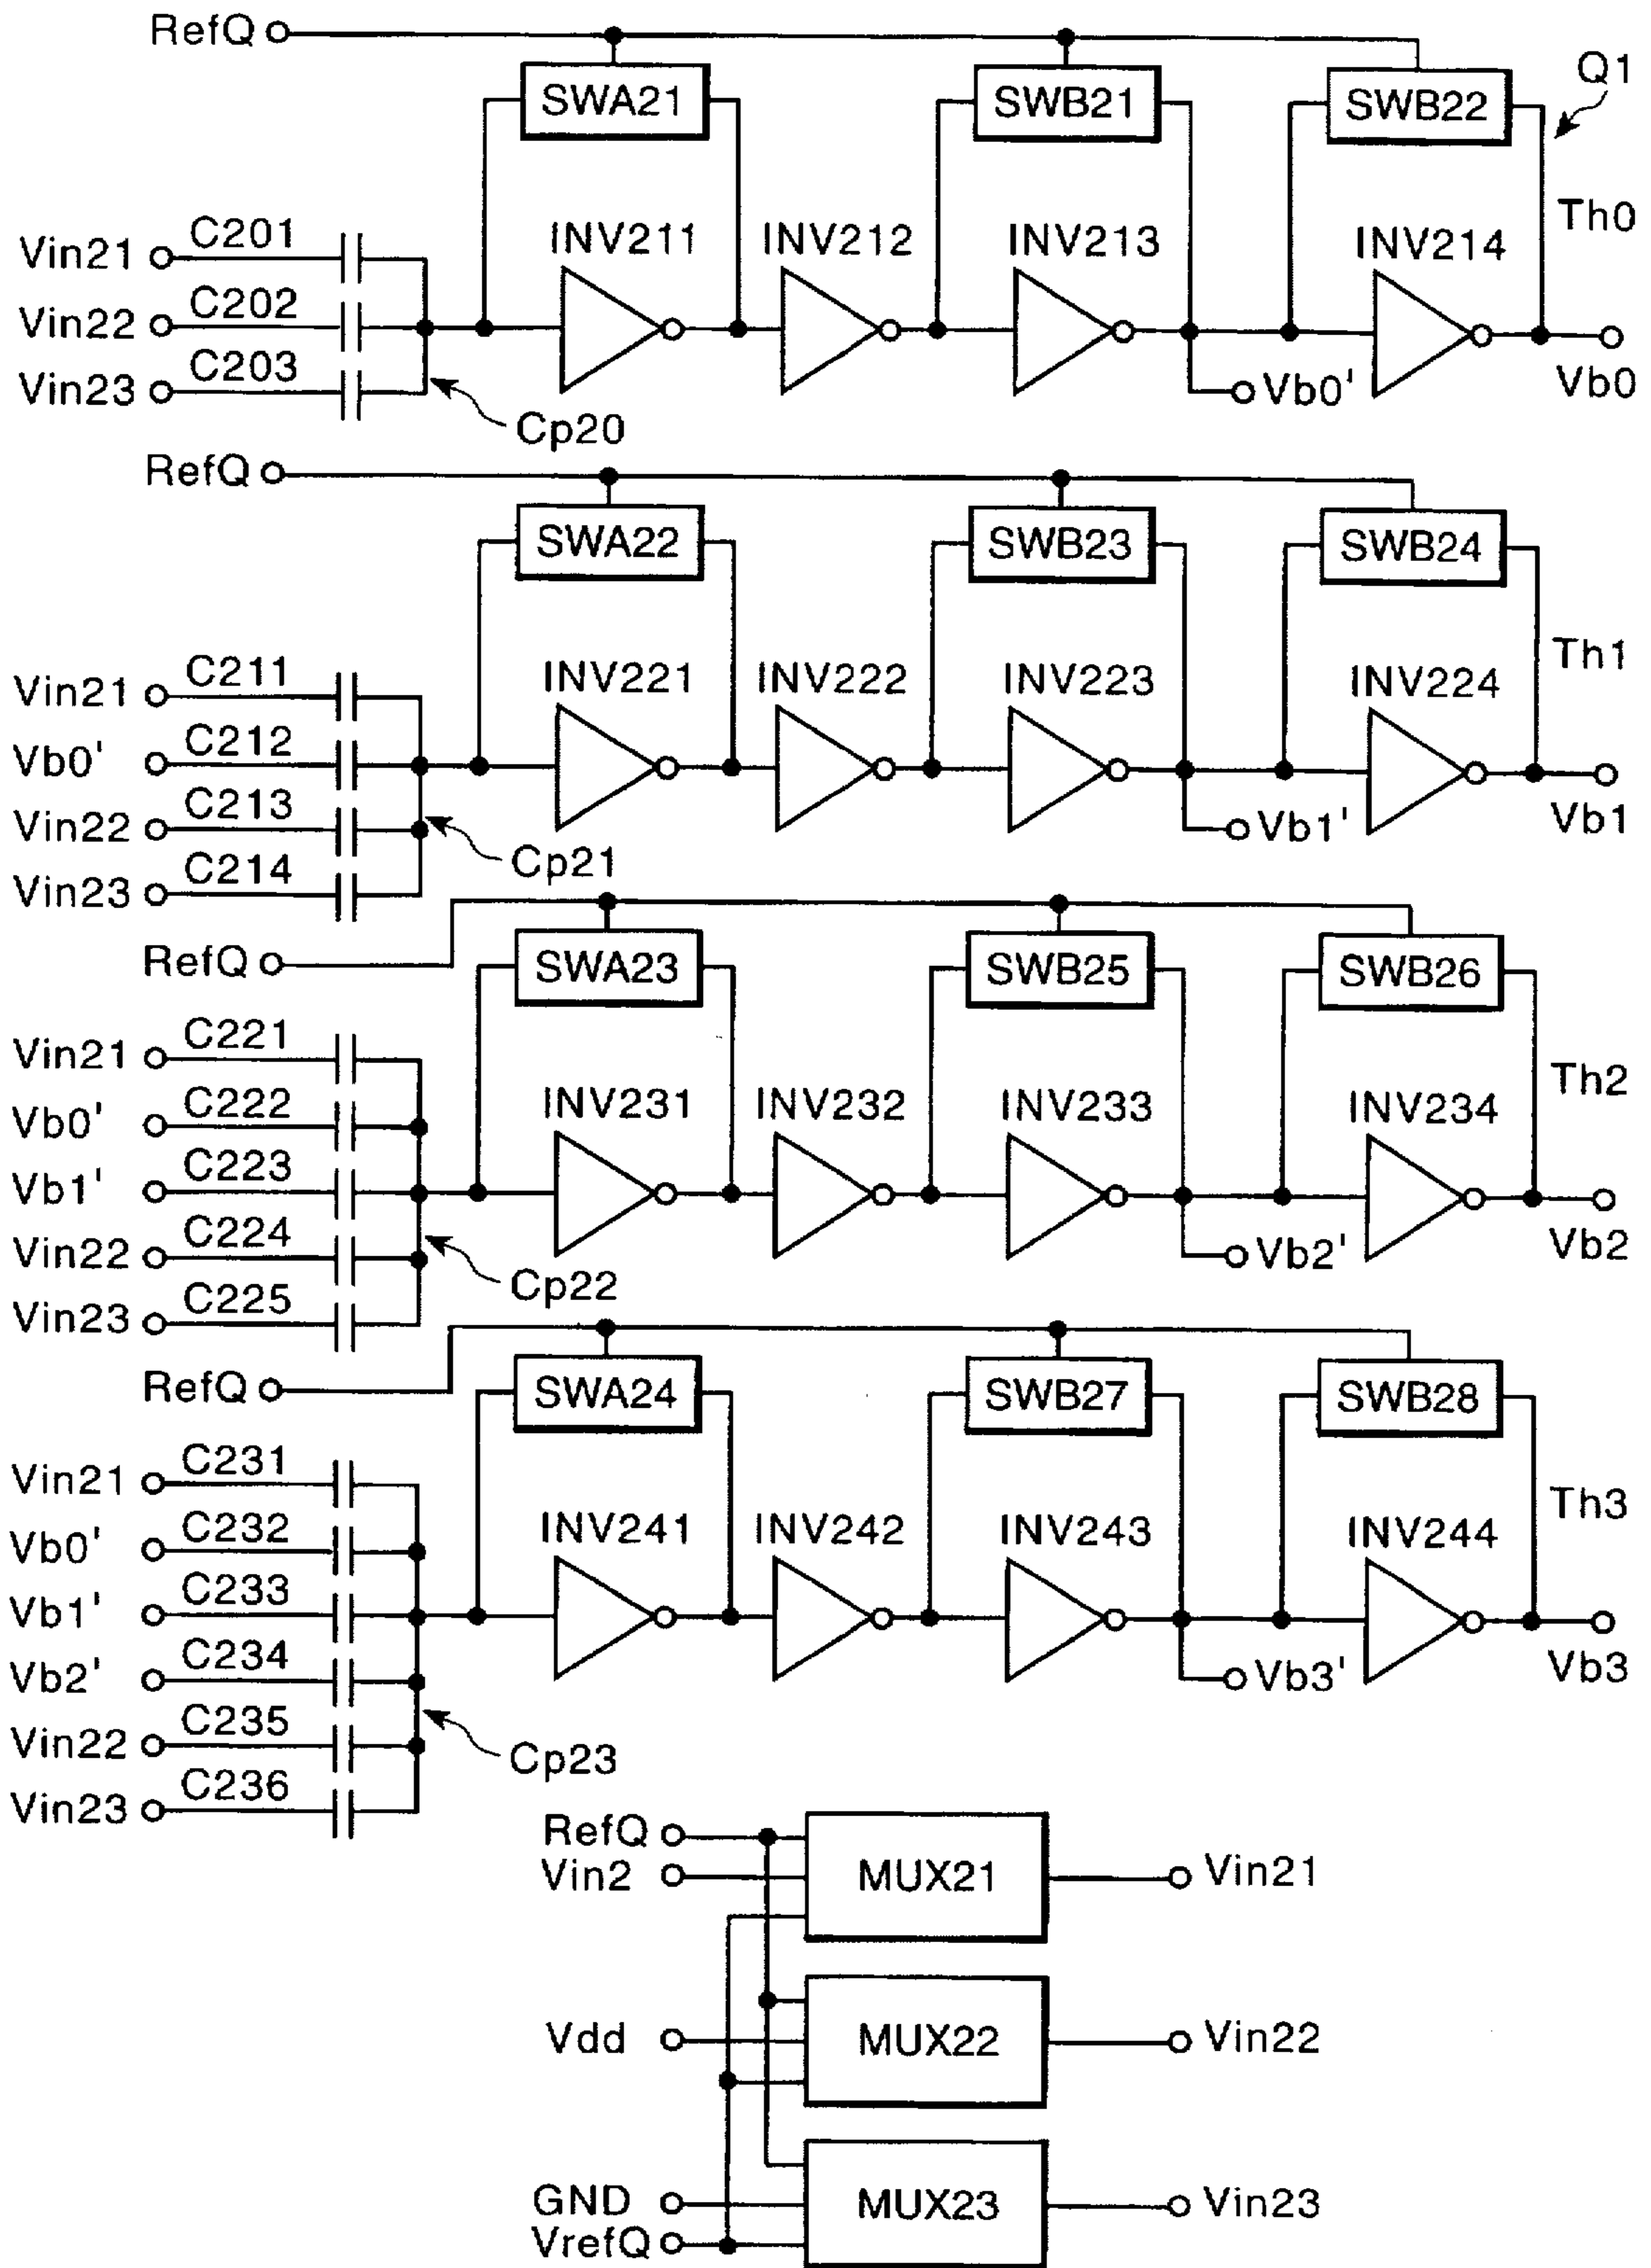 RefQ
SWA21 SWB21 SWB22 Q1
Th0
INV211 INV212 INV213 INV214
Vin21 C201
Vin22 C202
Vin23 C203
Vb0' Vb0
Cp20
RefQ
SWA22 SWB23 SWB24
Th1
INV221 INV222 INV223 INV224
Vin21 C211
Vb0' C212
Vin22 C213
Vb1' Vb1
Vin23 C214
Cp21
RefQ
SWA23 SWB25 SWB26
Th2
Vin21 C221
INV231 INV232 INV233 INV234
Vb0' C222
Vb1' C223
Vin22 C224
Vb2' Vb2
Cp22
Vin23 C225
RefQ
SWA24 SWB27 SWB28
Th3
Vin21 C231
INV241 INV242 INV243 INV244
Vb0' C232
Vb1' C233
Vb2' C234
Vb3' Vb3
Vin22 C235
Cp23
Vin23 C236
RefQ
Vin2 MUX21 Vin21
Vdd MUX22 Vin22
GND MUX23 Vin23
VrefQ